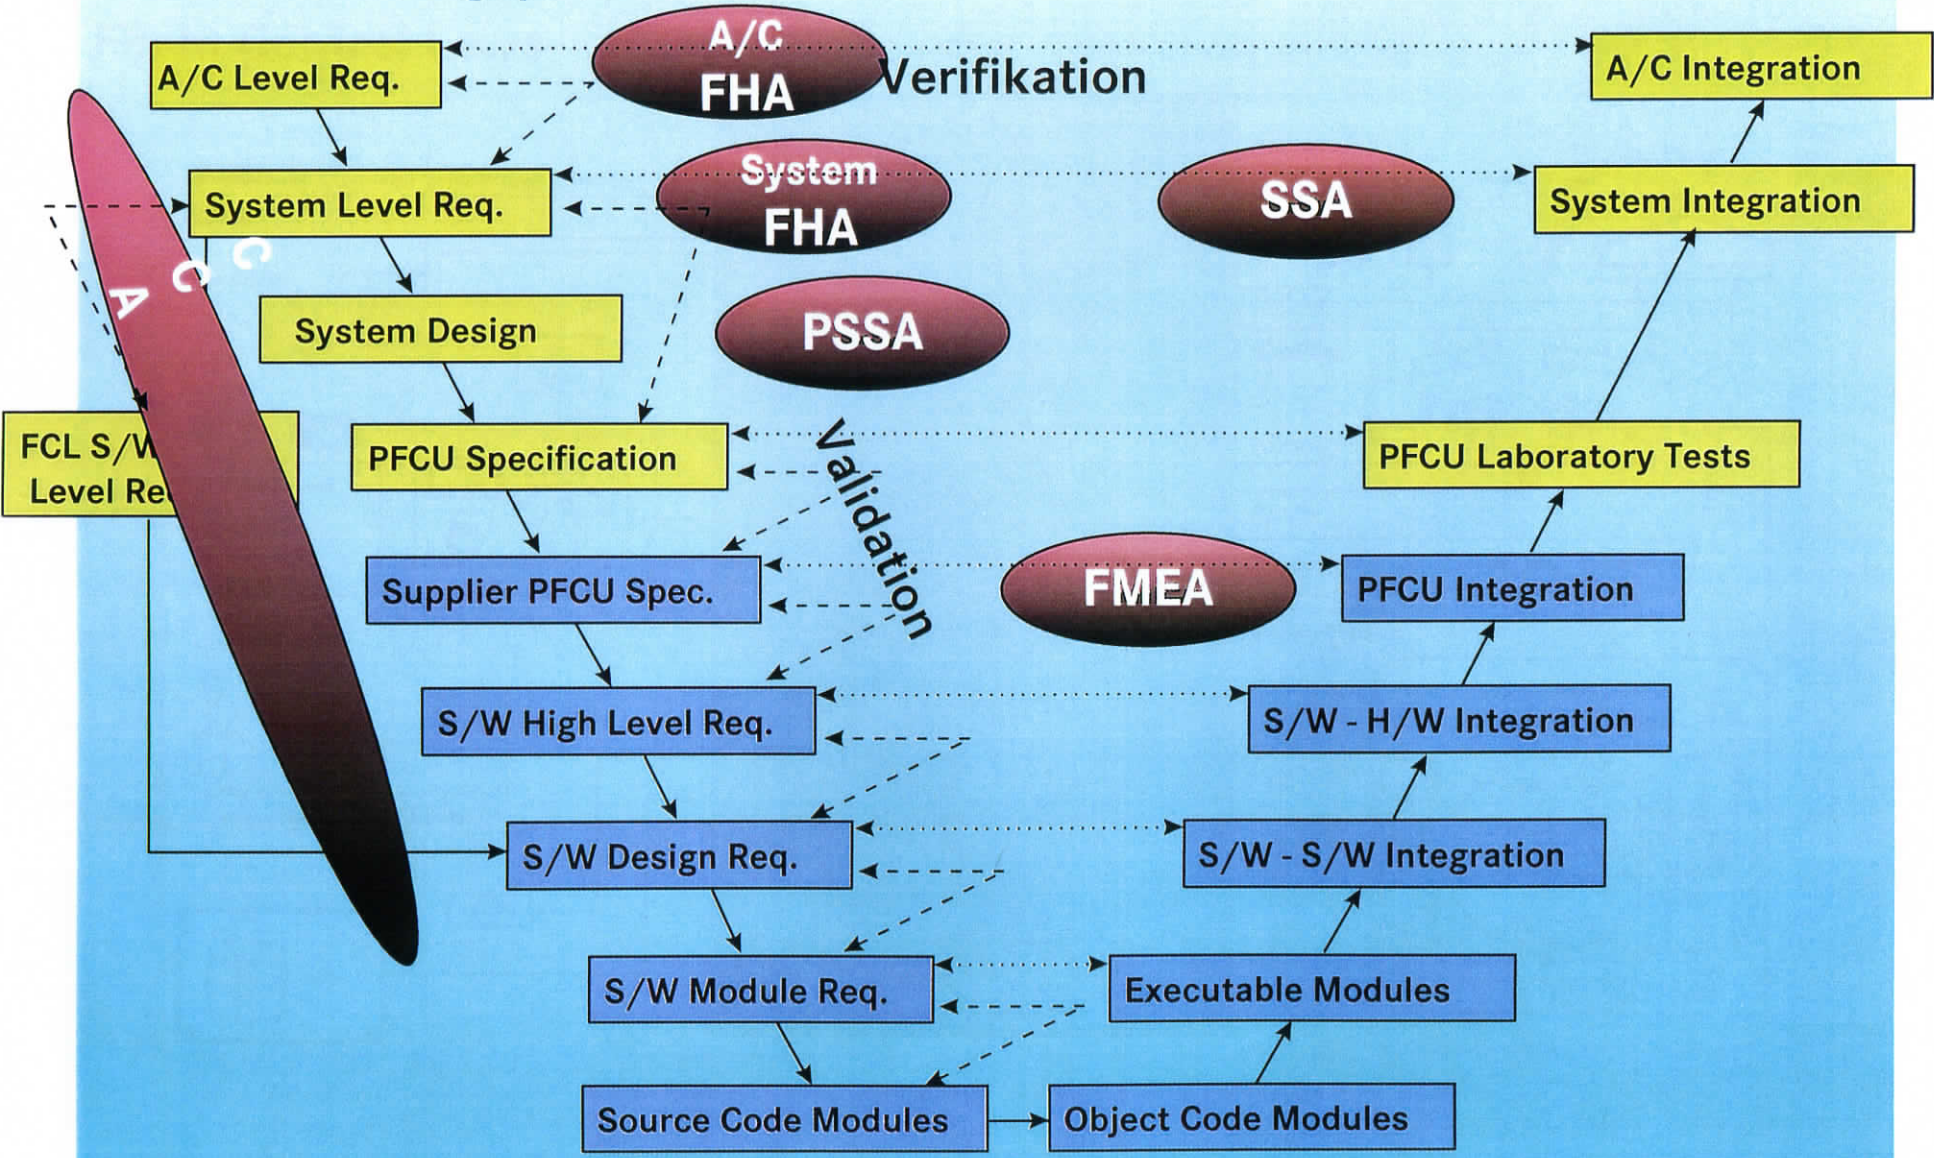 A/C
FHA
Verifikation
A/C Level Req.
A/C Integration
System
FHA
SSA
System Level Req.
System Integration
C
C
A
System Design
PSSA
FCL S/W
Level Re
PFCU Specification
Validation
PFCU Laboratory Tests
Supplier PFCU Spec.
FMEA
PFCU Integration
S/W High Level Req.
S/W - H/W Integration
S/W Design Req.
S/W - S/W Integration
S/W Module Req.
Executable Modules
Source Code Modules
Object Code Modules